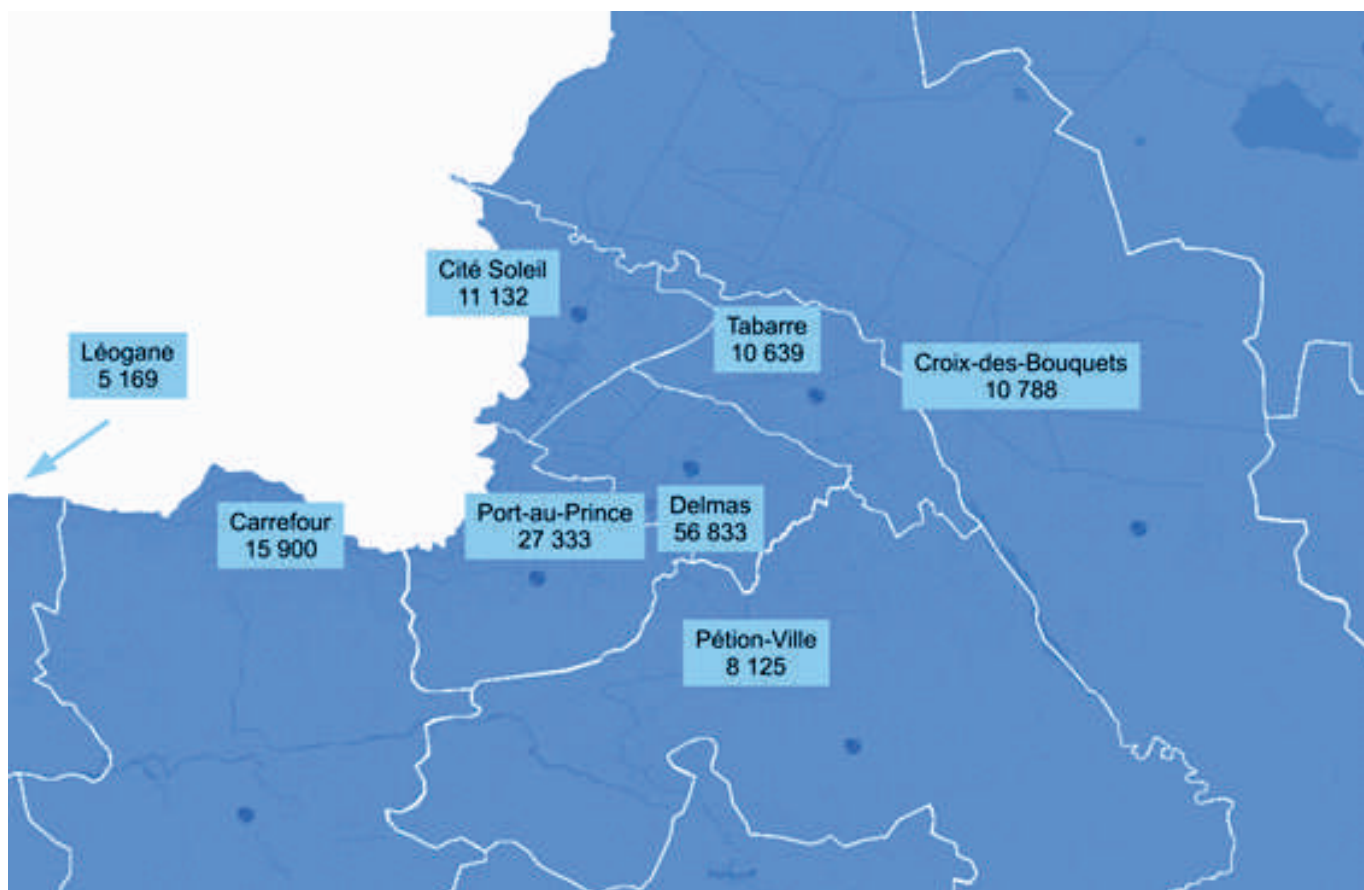 Cité Soleil
11 132
Tabarre
10 639
Léogane
5 169
Croix-des-Bouquets
10 788
Carrefour
15 900
Port-au-Prince
27 333
Delmas
56 833
Pétion-Ville
8 125